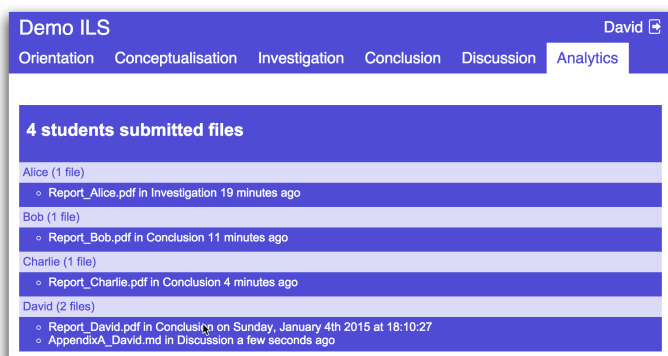 Demo ILS
David
Orientation Conceptualisation Investigation Conclusion Discussion Analytics
4 students submitted files
Alice (1 file)
Report_Alice.pdf in Investigation 19 minutes ago
Bob (1 file)
Report_Bob.pdf in Conclusion 11 minutes ago
Charlie (1 file)
Report_Charlie.pdf in Conclusion 4 minutes ago
David (2 files)
Report_David.pdf in Conclusion on Sunday, January 4th 2015 at 18:10:27
AppendixA_David.md in Discussion a few seconds ago